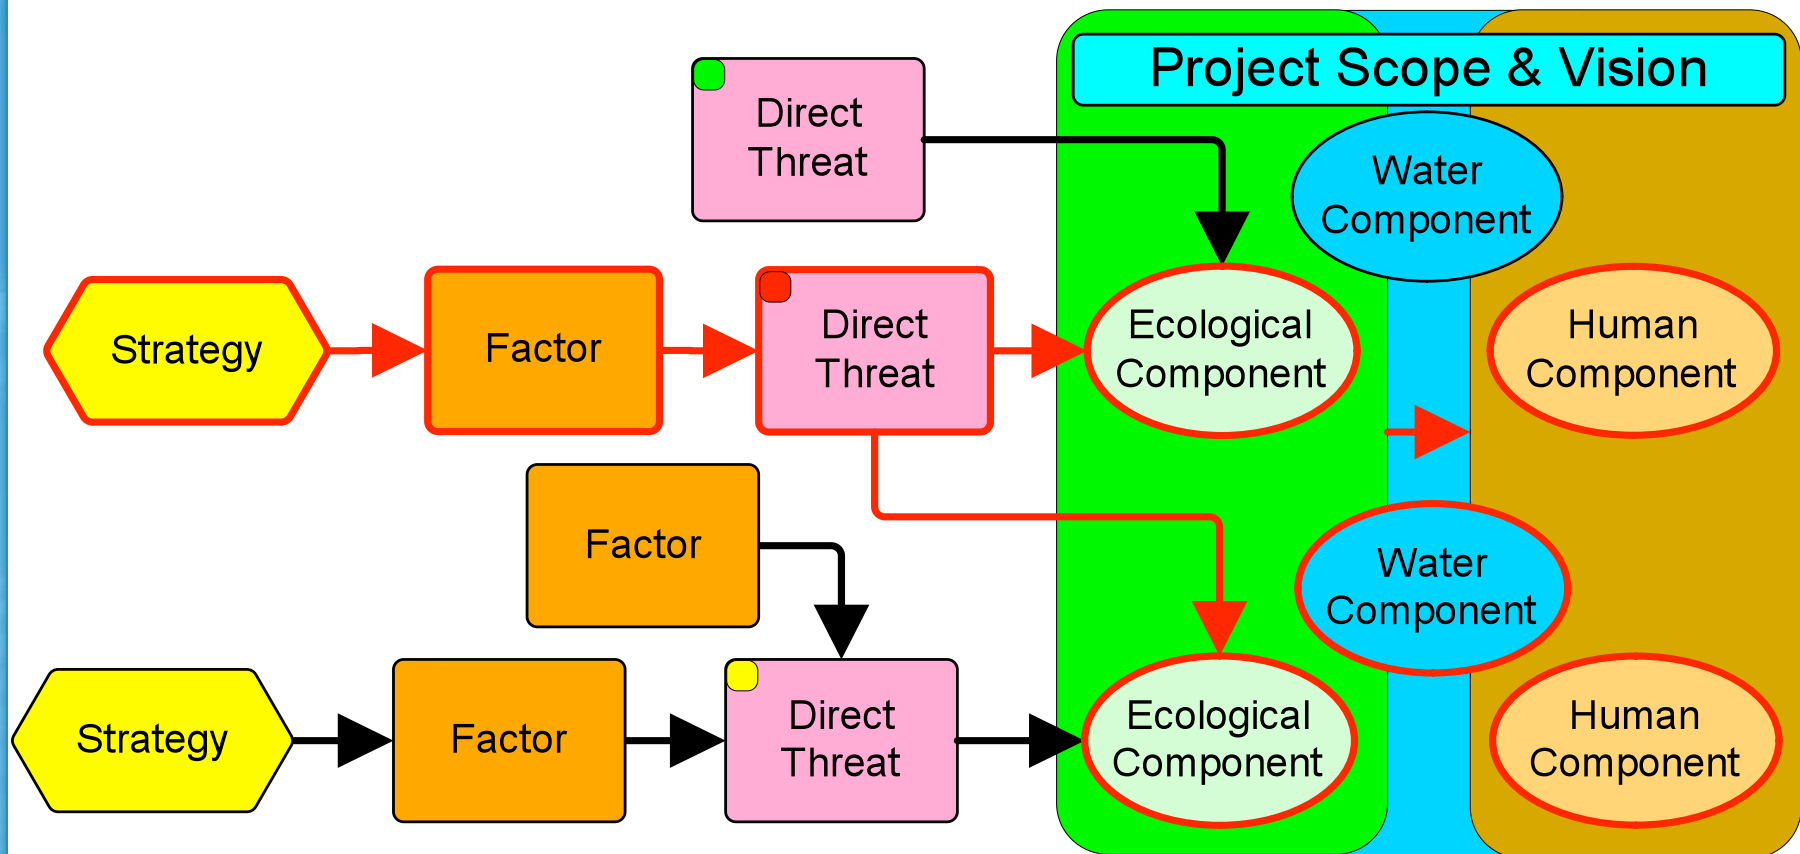 Project Scope & Vision
Direct
Threat
Water
Component
Strategy
Factor
Direct
Threat
Ecological
Component
Human
Component
Factor
Water
Component
Strategy
Factor
Direct
Threat
Ecological
Component
Human
Component